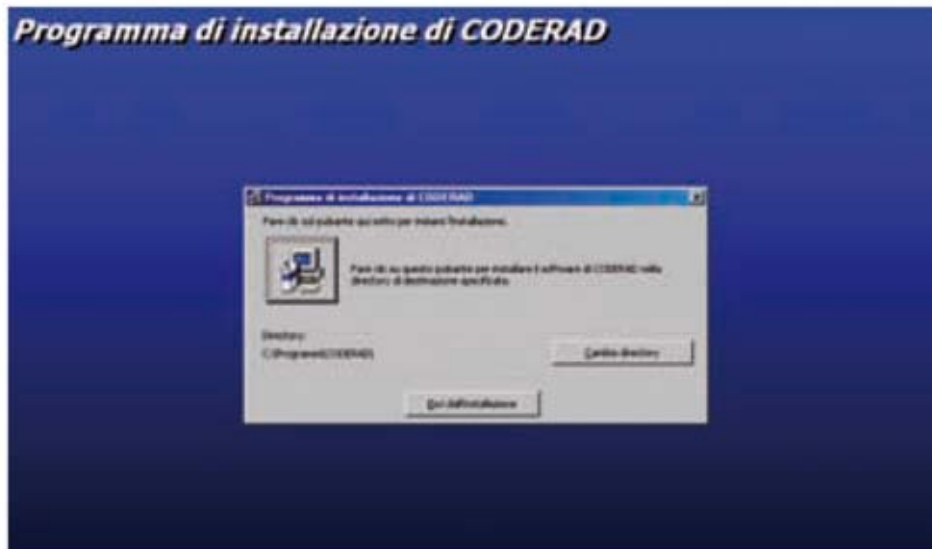 Programma di installazione di CODERAD
Programma di installazione di CODERAD
Fare clic sul pulsante qui sotto per iniziare l'installazione.
Fare clic su questo pulsante per installare il software di CODERAD nella
directory di destinazione specificata.
Directory:
C:\Programmi\CODERAD\
Cambia directory
Esci dall'installazione